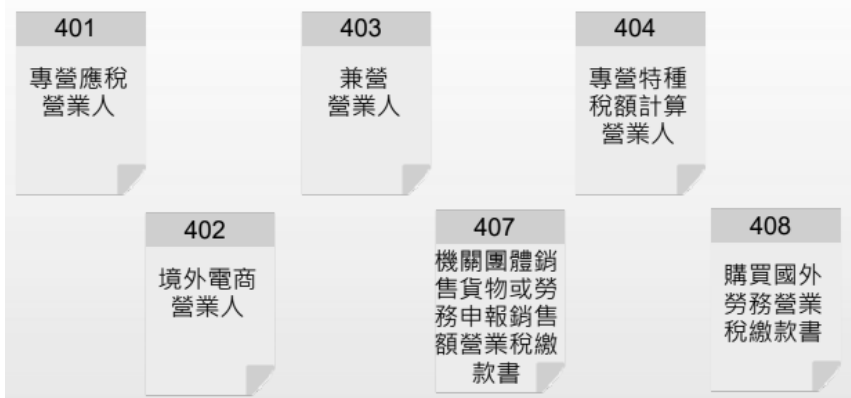 401
專營應稅
營業人
403
兼營
營業人
404
專營特種
稅額計算
營業人
402
境外電商
營業人
407
機關團體銷
售貨物或勞
務申報銷售
額營業稅繳
款書
408
購買國外
勞務營業
稅繳款書